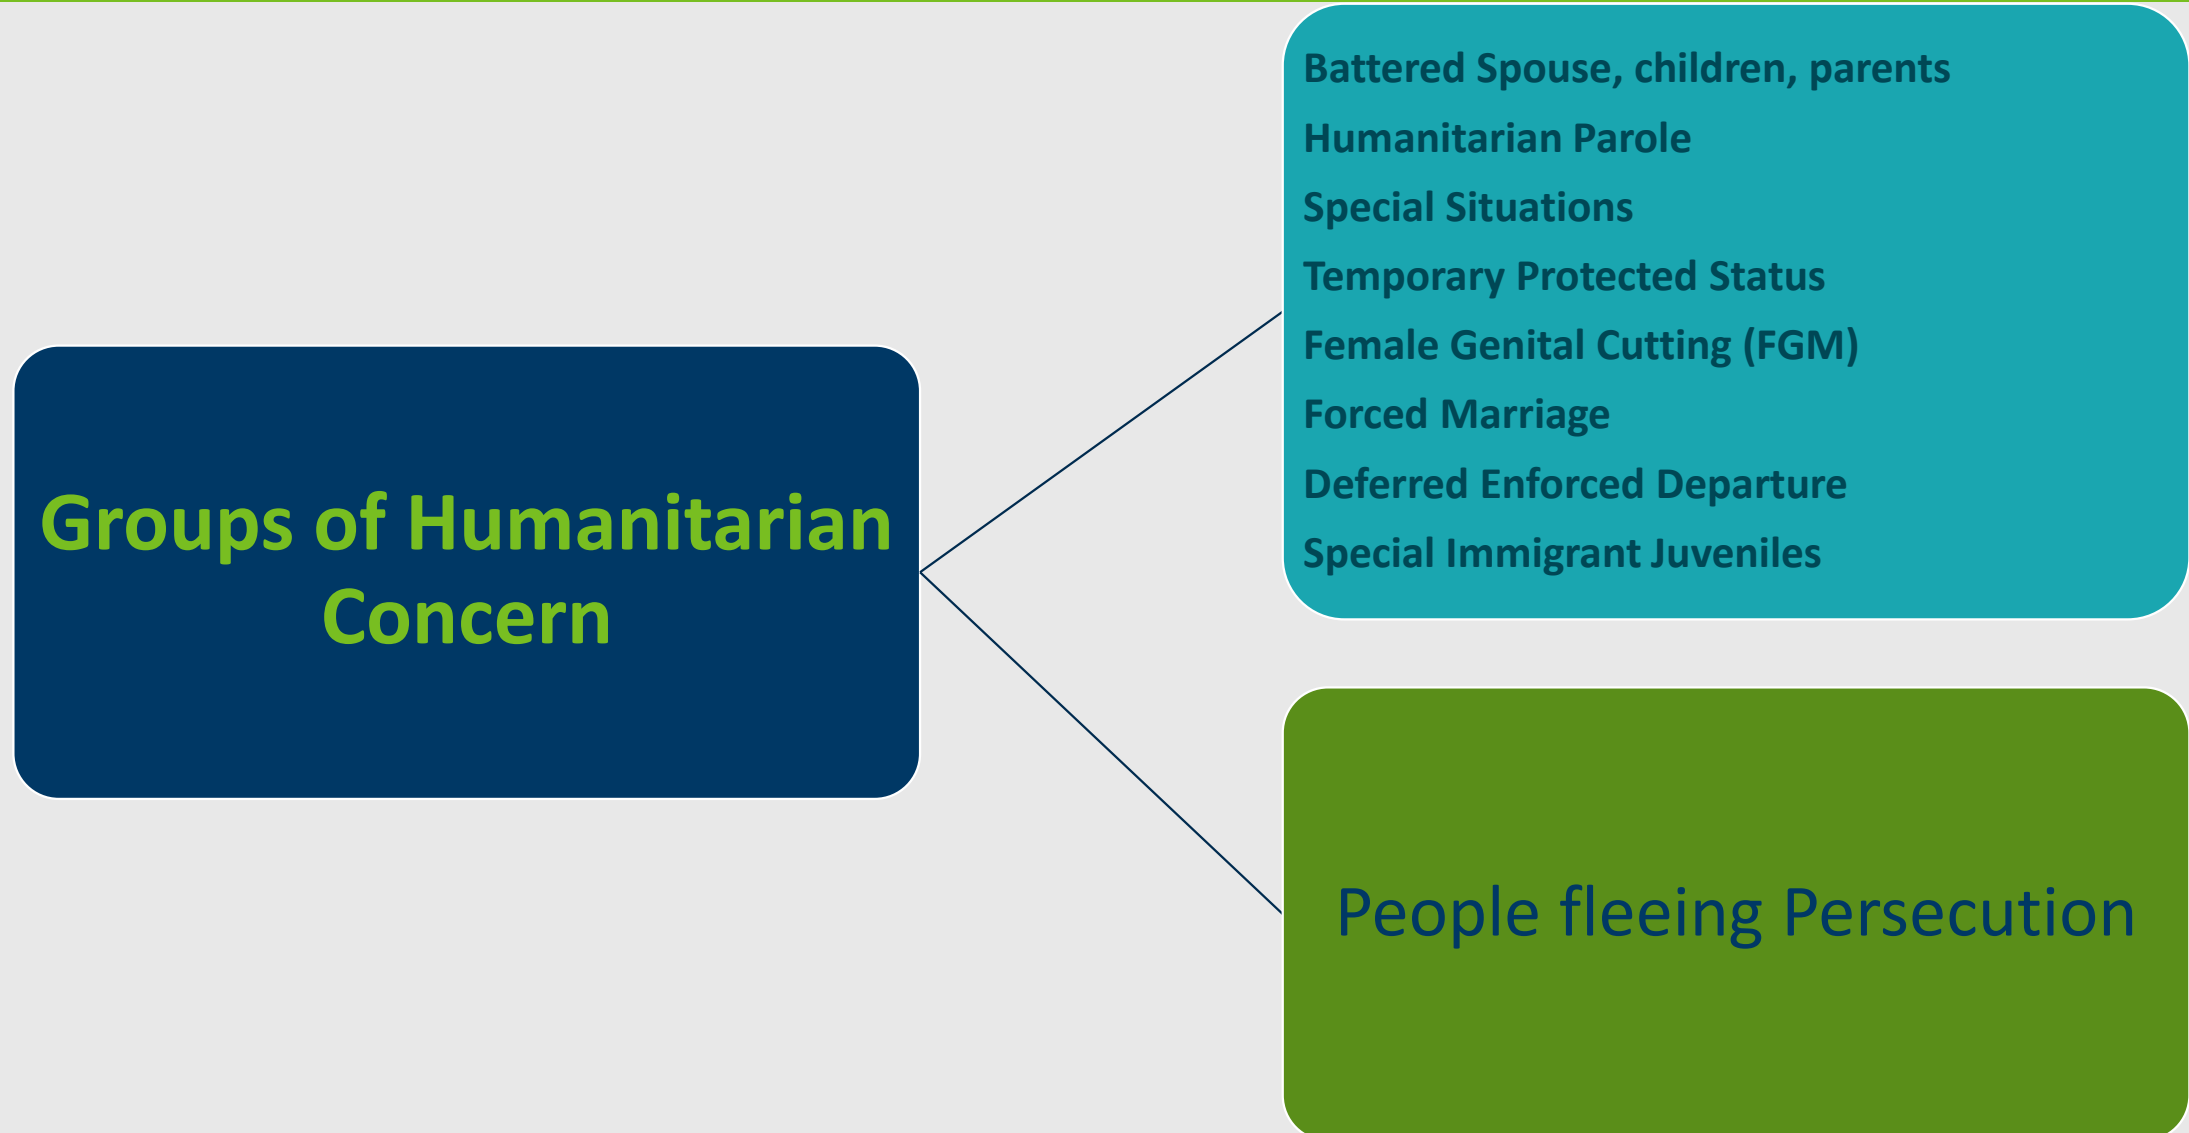 Groups of Humanitarian
Concern
Battered Spouse, children, parents
Humanitarian Parole
Special Situations
Temporary Protected Status
Female Genital Cutting (FGM)
Forced Marriage
Deferred Enforced Departure
Special Immigrant Juveniles
People fleeing Persecution